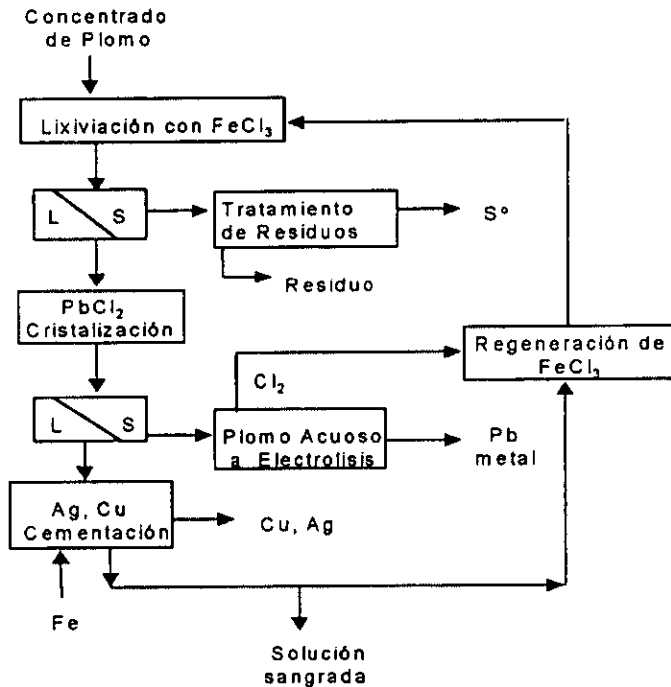 Concentrado
de Plomo
Lixiviación con FeCl₃
L S
Tratamiento
de Residuos
S°
Residuo
PbCl₂
Cristalización
Regeneración de
FeCl₃
Cl₂
L S
Plomo Acuoso
a Electrolisis
Pb
metal
Ag, Cu
Cementación
Cu, Ag
Fe
Solución
sangrada